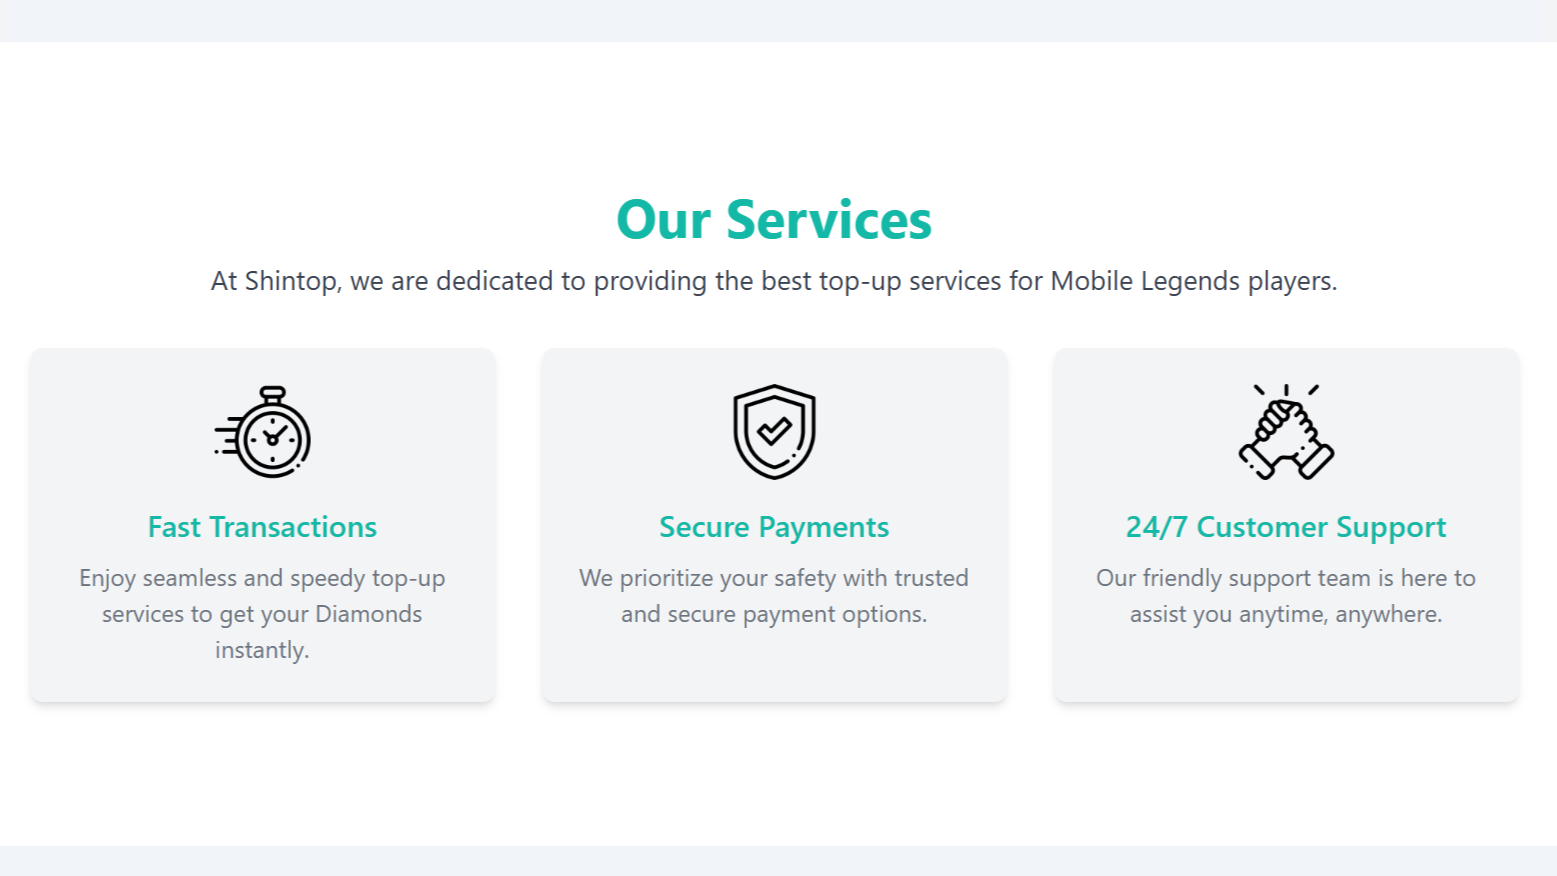 Our Services
At Shintop, we are dedicated to providing the best top-up services for Mobile Legends players.
Fast Transactions
Enjoy seamless and speedy top-up
services to get your Diamonds
instantly.
Secure Payments
We prioritize your safety with trusted
and secure payment options.
24/7 Customer Support
Our friendly support team is here to
assist you anytime, anywhere.